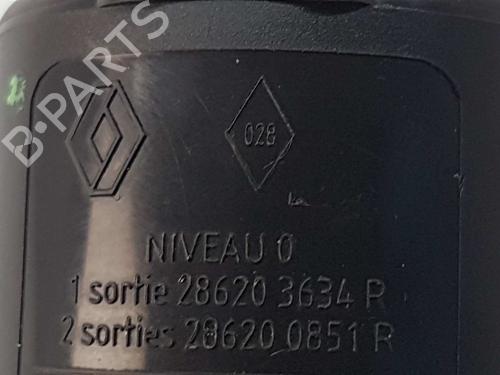 B-PARTS
028
NIVEAU 0
1 sortie 28620 3634 R
2 sorties 28620 0851 R